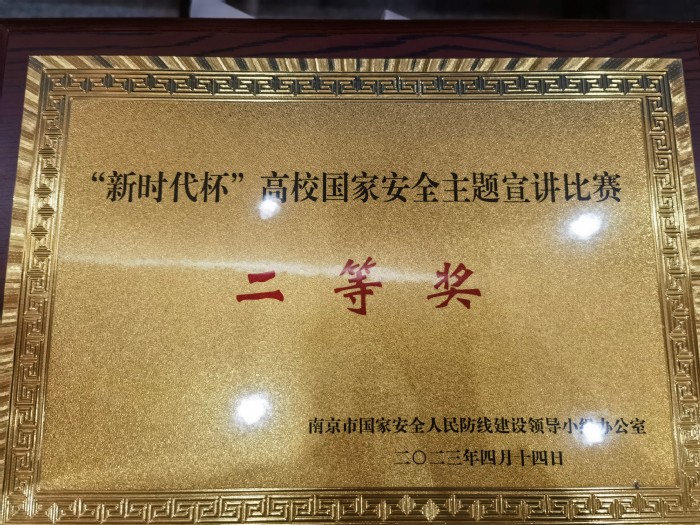 “新时代杯”高校国家安全主题宣讲比赛
二等奖
南京市国家安全人民防线建设领导小组办公室
二〇二三年四月十四日